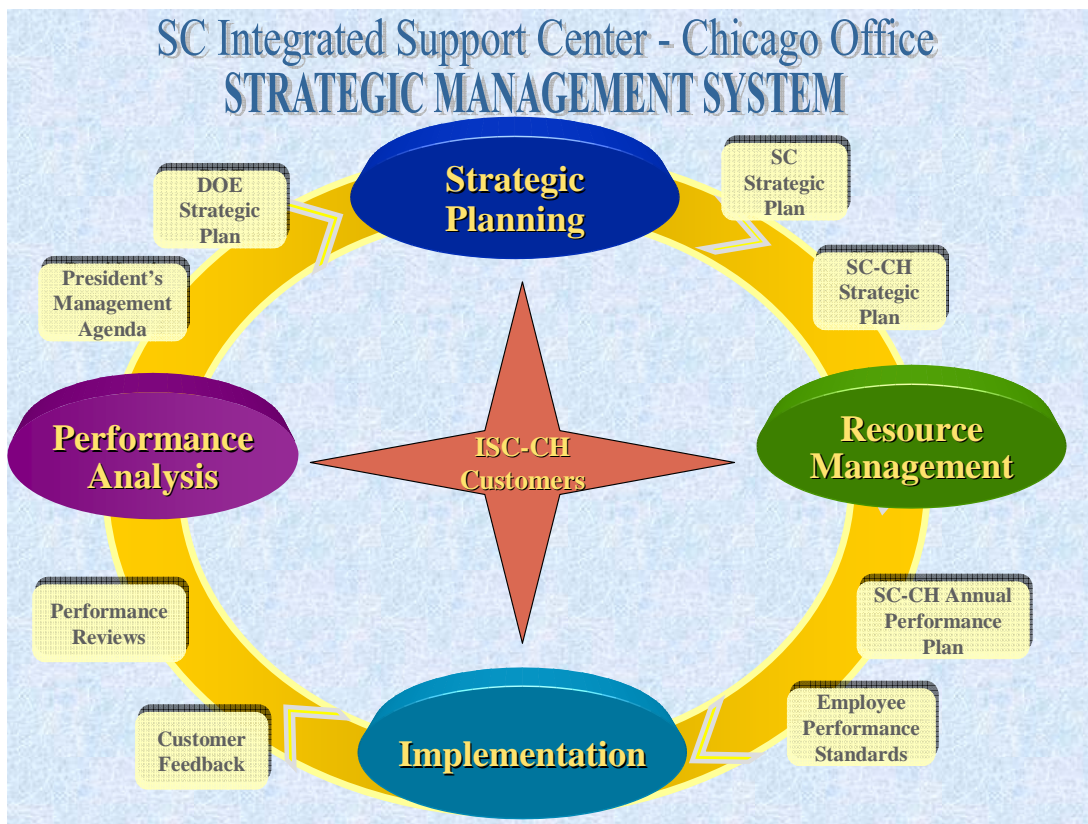 SC Integrated Support Center - Chicago Office
STRATEGIC MANAGEMENT SYSTEM
Strategic
Planning
SC
Strategic
Plan
SC-CH
Strategic
Plan
Resource
Management
SC-CH Annual
Performance
Plan
Employee
Performance
Standards
Implementation
Customer
Feedback
Performance
Reviews
Performance
Analysis
President's
Management
Agenda
DOE
Strategic
Plan
ISC-CH
Customers